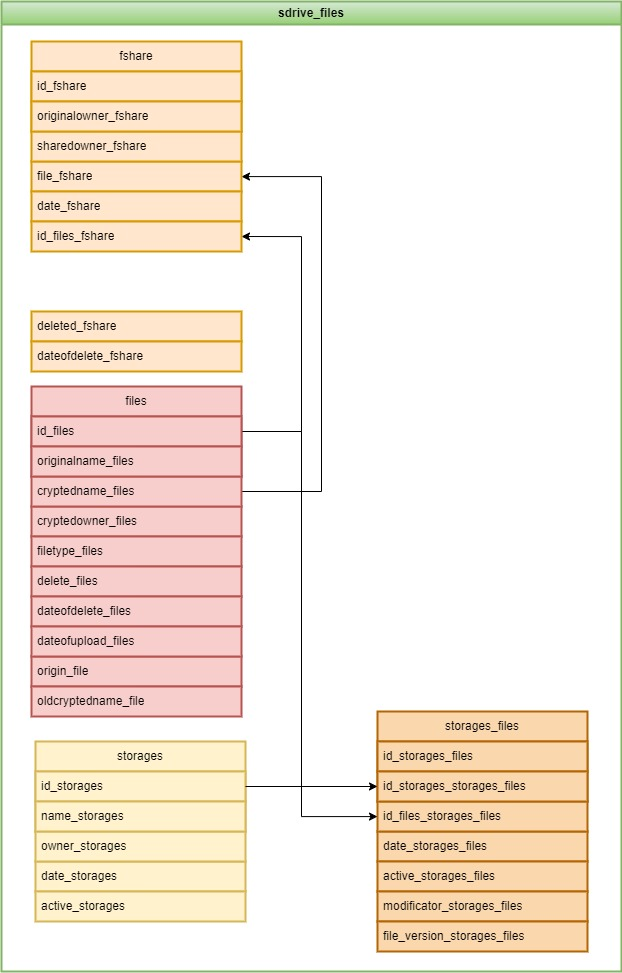 sdrive_files
fshare
id_fshare
originalowner_fshare
sharedowner_fshare
file_fshare
date_fshare
id_files_fshare
deleted_fshare
dateofdelete_fshare
files
id_files
originalname_files
cryptedname_files
cryptedowner_files
filetype_files
delete_files
dateofdelete_files
dateofupload_files
origin_file
oldcryptedname_file
storages
id_storages
name_storages
owner_storages
date_storages
active_storages
storages_files
id_storages_files
id_storages_storages_files
id_files_storages_files
date_storages_files
active_storages_files
modificator_storages_files
file_version_storages_files